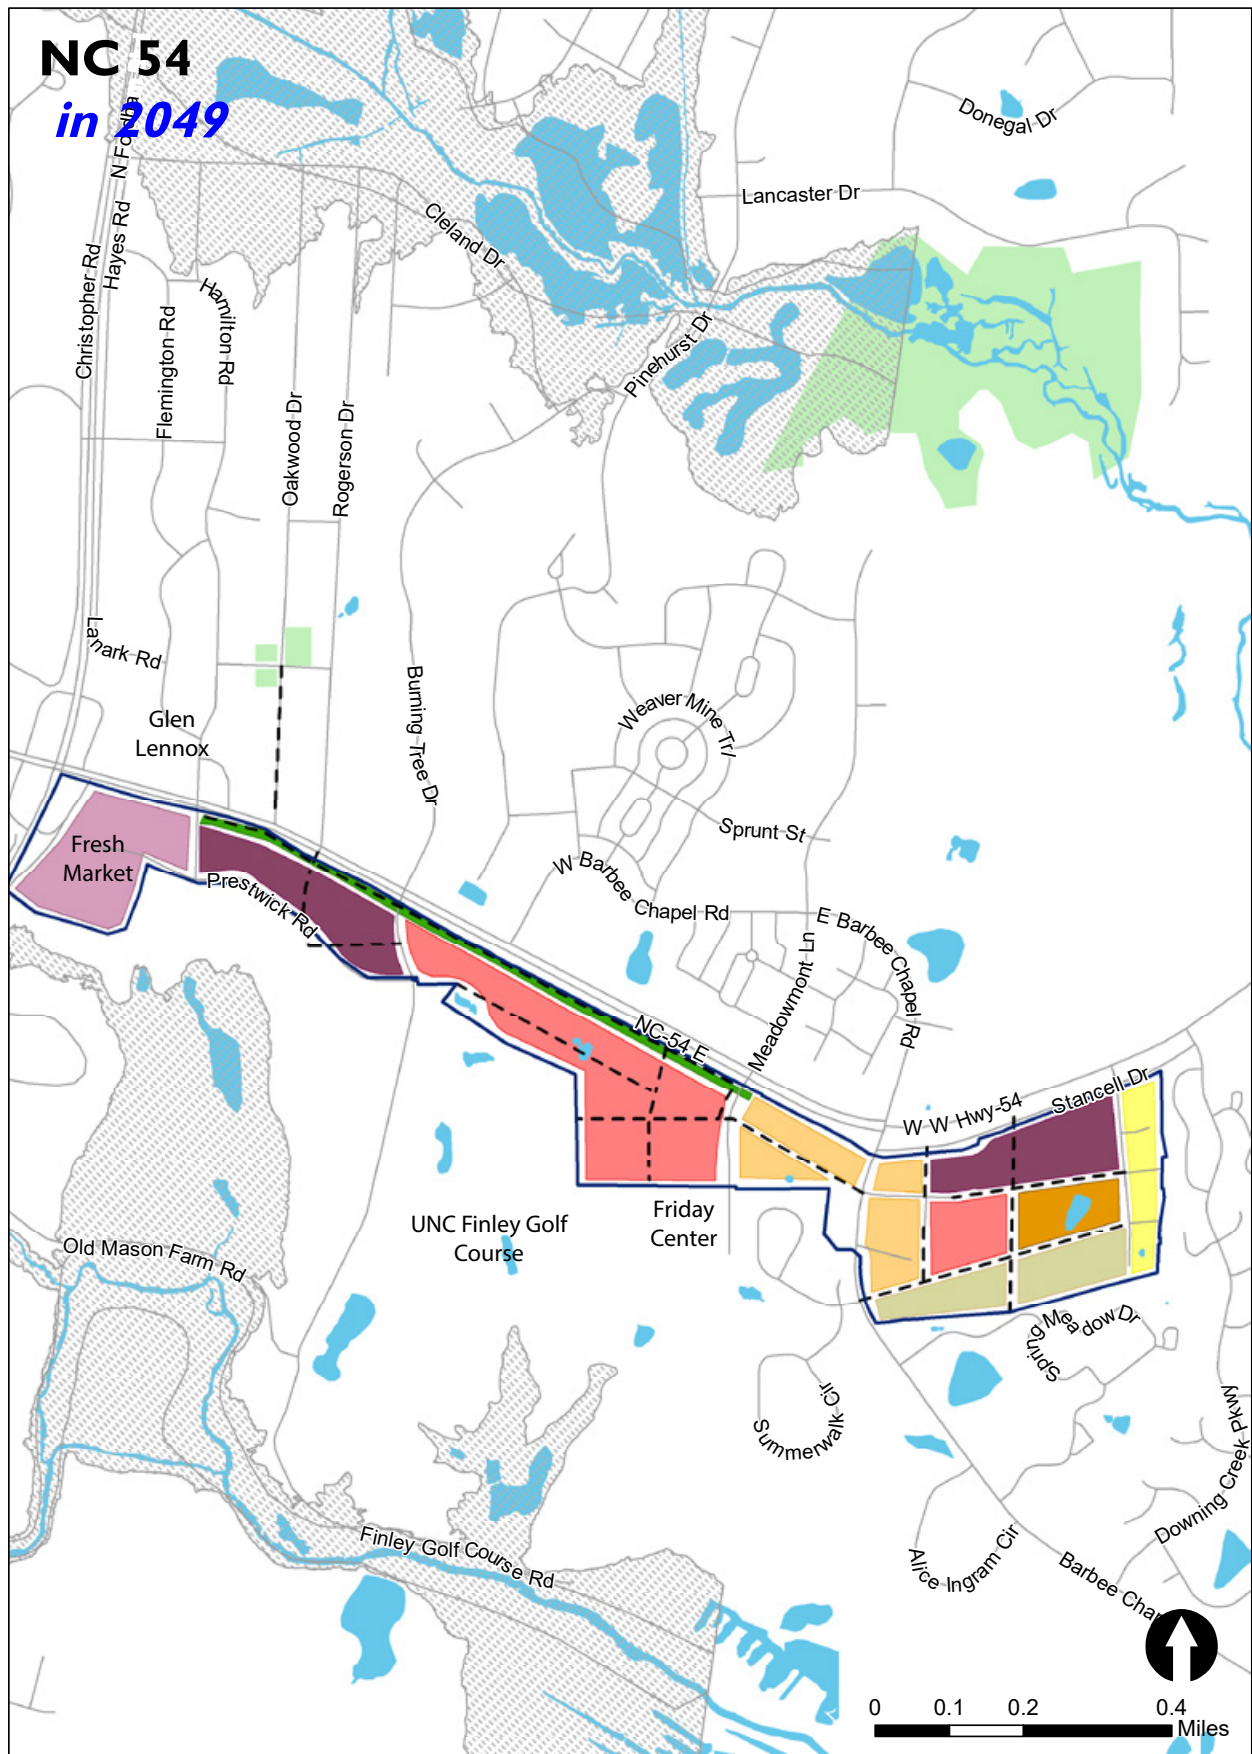 NC 54
in 2049
N Fordha
Hayes Rd
Christopher Rd
Donegal Dr
Lancaster Dr
Cleland Dr
Hamilton Rd
Flemington Rd
Pinehurst Dr
Oakwood Dr
Rogerson Dr
Lanark Rd
Glen
Lennox
Burning Tree Dr
Weaver Mine Trl
Sprunt St
Fresh
Market
Prestwick Rd
W Barbee Chapel Rd
E Barbee Chapel Rd
Meadowmont Ln
NC-54 E
W W Hwy-54
Stancell Dr
UNC Finley Golf
Course
Friday
Center
Old Mason Farm Rd
Spring Meadow Dr
Summerwalk Cir
Downing Creek Pkwy
Finley Golf Course Rd
Alice Ingram Cir
Barbee Chap
0 0.1 0.2 0.4
Miles